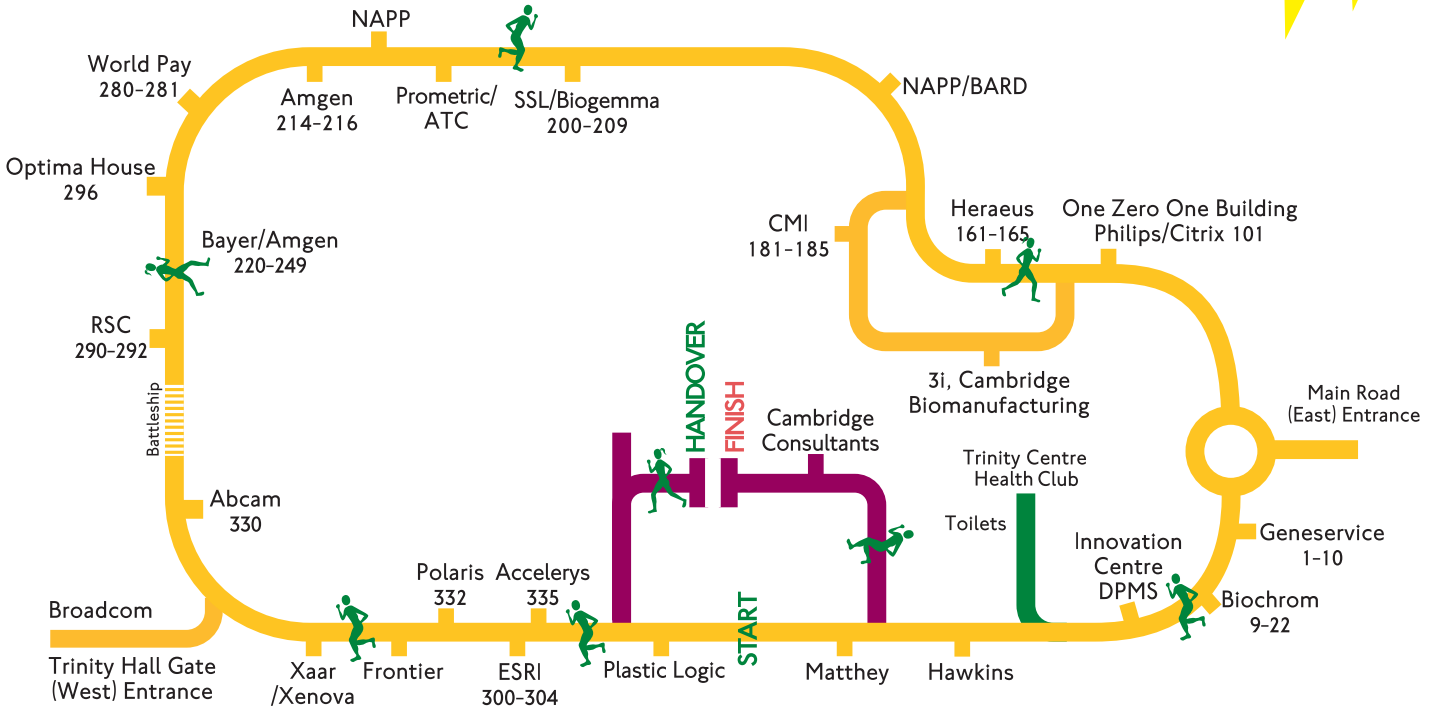 NAPP
World Pay
280–281
Amgen
214–216
Prometric/
ATC
SSL/Biogemma
200–209
NAPP/BARD
Optima House
296
CMI
181–185
Heraeus
161–165
One Zero One Building
Philips/Citrix 101
Bayer/Amgen
220–249
RSC
290–292
Battleship
HANDOVER
FINISH
3i, Cambridge
Biomanufacturing
Main Road
(East) Entrance
Cambridge
Consultants
Trinity Centre
Health Club
Toilets
Abcam
330
Geneservice
1–10
Innovation
Centre
DPMS
Polaris
332
Accelerys
335
START
Biochrom
9–22
Broadcom
Trinity Hall Gate
(West) Entrance
Xaar
/Xenova
Frontier
ESRI
300–304
Plastic Logic
Matthey
Hawkins